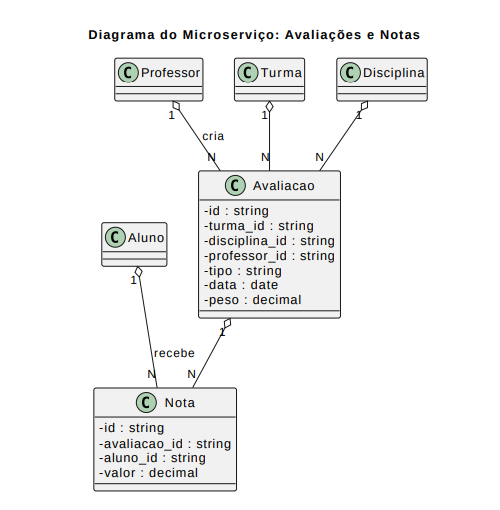 Diagrama do Microserviço: Avaliações e Notas
C Professor
C Turma
C Disciplina
1
1
1
cria
N
N
N
C Avaliacao
-id : string
-turma_id : string
-disciplina_id : string
-professor_id : string
-tipo : string
-data : date
-peso : decimal
C Aluno
1
1
recebe
N
N
C Nota
-id : string
-avaliacao_id : string
-aluno_id : string
-valor : decimal